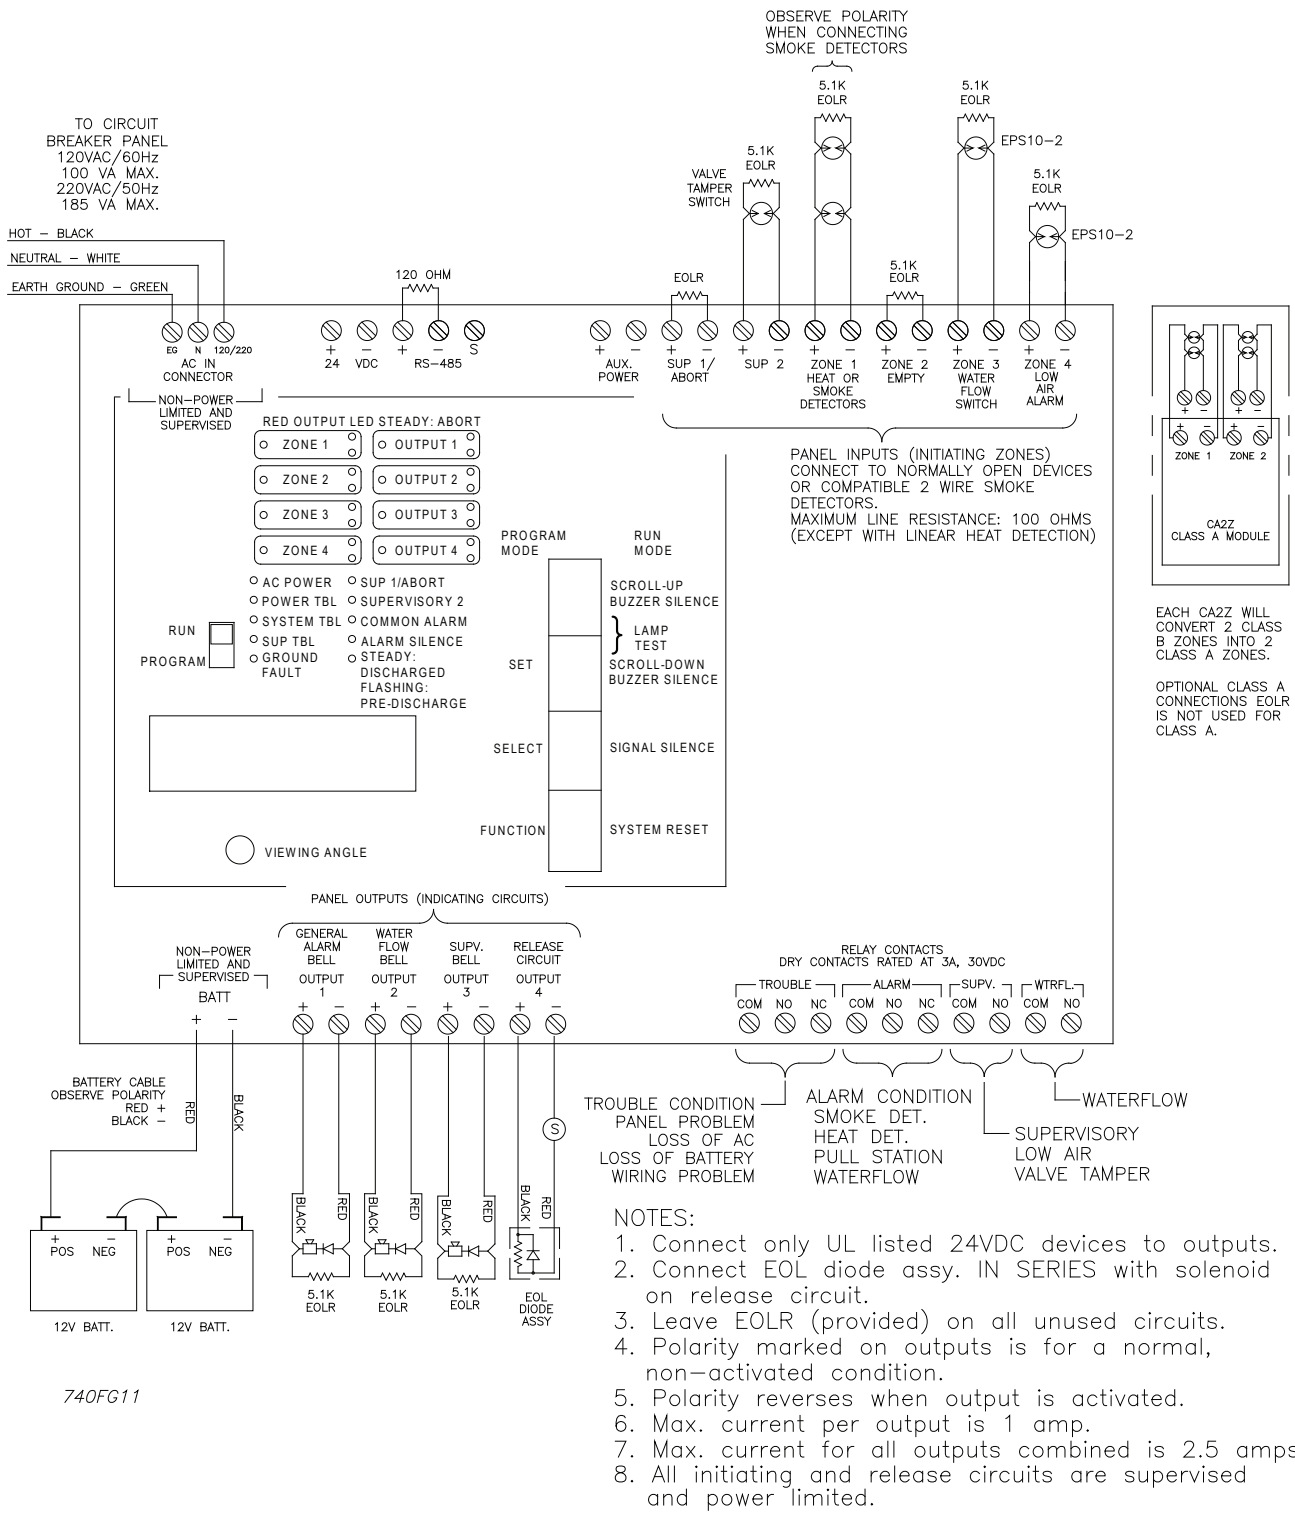 OBSERVE POLARITY
WHEN CONNECTING
SMOKE DETECTORS
TO CIRCUIT
BREAKER PANEL
120VAC/60Hz
100 VA MAX.
220VAC/50Hz
185 VA MAX.
HOT – BLACK
NEUTRAL – WHITE
EARTH GROUND – GREEN
120 OHM
EOLR
VALVE
TAMPER
SWITCH
5.1K
EOLR
5.1K
EOLR
5.1K
EOLR
5.1K
EOLR
EPS10-2
5.1K
EOLR
EPS10-2
EG N 120/220
AC IN
CONNECTOR
+ –
24 VDC
+ – S
RS-485
+ –
AUX.
POWER
+ –
SUP 1/
ABORT
+ –
SUP 2
+ –
ZONE 1
HEAT OR
SMOKE
DETECTORS
+ –
ZONE 2
EMPTY
+ –
ZONE 3
WATER
FLOW
SWITCH
+ –
ZONE 4
LOW
AIR
ALARM
NON-POWER
LIMITED AND
SUPERVISED
RED OUTPUT LED STEADY: ABORT
ZONE 1 OUTPUT 1
ZONE 2 OUTPUT 2
ZONE 3 OUTPUT 3
ZONE 4 OUTPUT 4
AC POWER
POWER TBL
SYSTEM TBL
SUP TBL
GROUND
FAULT
SUP 1/ABORT
SUPERVISORY 2
COMMON ALARM
ALARM SILENCE
STEADY:
DISCHARGED
FLASHING:
PRE-DISCHARGE
RUN
PROGRAM
PROGRAM
MODE
RUN
MODE
SCROLL-UP
BUZZER SILENCE
LAMP
TEST
SET
SCROLL-DOWN
BUZZER SILENCE
SELECT
SIGNAL SILENCE
FUNCTION
SYSTEM RESET
VIEWING ANGLE
PANEL INPUTS (INITIATING ZONES)
CONNECT TO NORMALLY OPEN DEVICES
OR COMPATIBLE 2 WIRE SMOKE
DETECTORS.
MAXIMUM LINE RESISTANCE: 100 OHMS
(EXCEPT WITH LINEAR HEAT DETECTION)
+ – + –
+ – + –
ZONE 1 ZONE 2
CA2Z
CLASS A MODULE
EACH CA2Z WILL
CONVERT 2 CLASS
B ZONES INTO 2
CLASS A ZONES.
OPTIONAL CLASS A
CONNECTIONS EOLR
IS NOT USED FOR
CLASS A.
PANEL OUTPUTS (INDICATING CIRCUITS)
NON-POWER
LIMITED AND
SUPERVISED
BATT
+ –
GENERAL
ALARM
BELL
OUTPUT
1
+ –
WATER
FLOW
BELL
OUTPUT
2
+ –
SUPV.
BELL
OUTPUT
3
+ –
RELEASE
CIRCUIT
OUTPUT
4
+ –
RELAY CONTACTS
DRY CONTACTS RATED AT 3A, 30VDC
TROUBLE ALARM SUPV. WTRFL.
COM NO NC COM NO NC COM NO COM NO
BATTERY CABLE
OBSERVE POLARITY
RED +
BLACK –
RED
BLACK
+ –
POS NEG
12V BATT.
+ –
POS NEG
12V BATT.
BLACK
RED
5.1K
EOLR
BLACK
RED
5.1K
EOLR
BLACK
RED
5.1K
EOLR
S
BLACK
RED
EOL
DIODE
ASSY
TROUBLE CONDITION
PANEL PROBLEM
LOSS OF AC
LOSS OF BATTERY
WIRING PROBLEM
ALARM CONDITION
SMOKE DET.
HEAT DET.
PULL STATION
WATERFLOW
SUPERVISORY
LOW AIR
VALVE TAMPER
WATERFLOW
NOTES:
1. Connect only UL listed 24VDC devices to outputs.
2. Connect EOL diode assy. IN SERIES with solenoid
on release circuit.
3. Leave EOLR (provided) on all unused circuits.
4. Polarity marked on outputs is for a normal,
non-activated condition.
5. Polarity reverses when output is activated.
6. Max. current per output is 1 amp.
7. Max. current for all outputs combined is 2.5 amps
8. All initiating and release circuits are supervised
and power limited.
740FG11